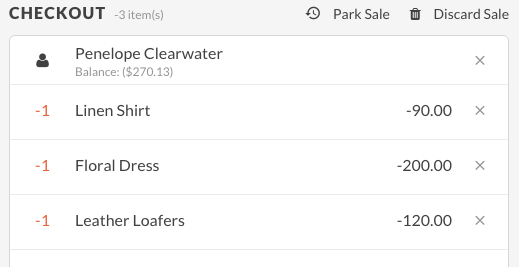 CHECKOUT -3 item(s) Park Sale Discard Sale
Penelope Clearwater
Balance: ($270.13)
-1 Linen Shirt -90.00
-1 Floral Dress -200.00
-1 Leather Loafers -120.00